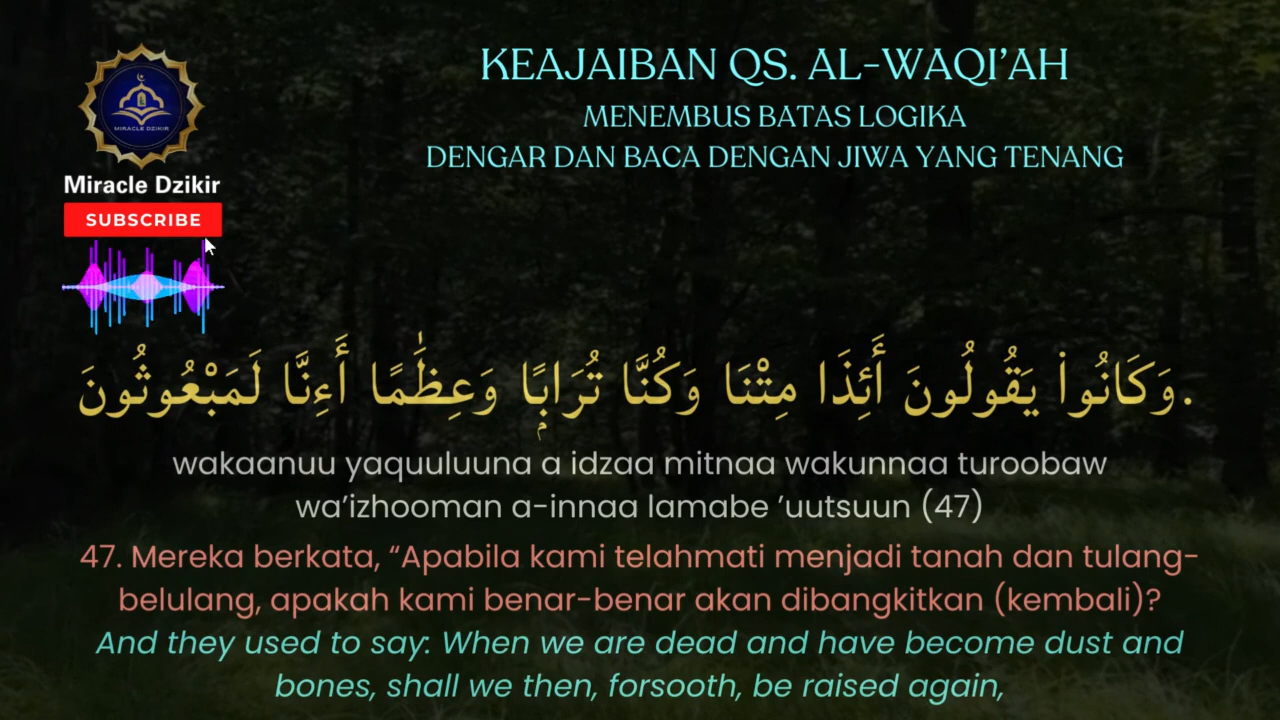 KEAJAIBAN QS. AL-WAQI’AH
MENEMBUS BATAS LOGIKA
DENGAR DAN BACA DENGAN JIWA YANG TENANG
MIRACLE DZIKIR
Miracle Dzikir
SUBSCRIBE
وَكَانُوا۟ يَقُولُونَ أَئِذَا مِتْنَا وَكُنَّا تُرَابًۭا وَعِظَٰمًا أَءِنَّا لَمَبْعُوثُونَ.
wakaanuu yaquuluuna a idzaa mitnaa wakunnaa turoobaw
wa’izhooman a-innaa lamabe ’uutsuun (47)
47. Mereka berkata, “Apabila kami telahmati menjadi tanah dan tulang-
belulang, apakah kami benar-benar akan dibangkitkan (kembali)?
And they used to say: When we are dead and have become dust and
bones, shall we then, forsooth, be raised again,